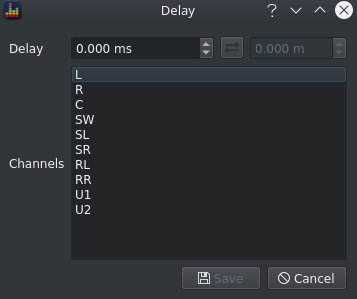 Delay
Delay 0.000 ms 0.000 m
L
R
C
SW
SL
SR
Channels
RL
RR
U1
U2
Save Cancel